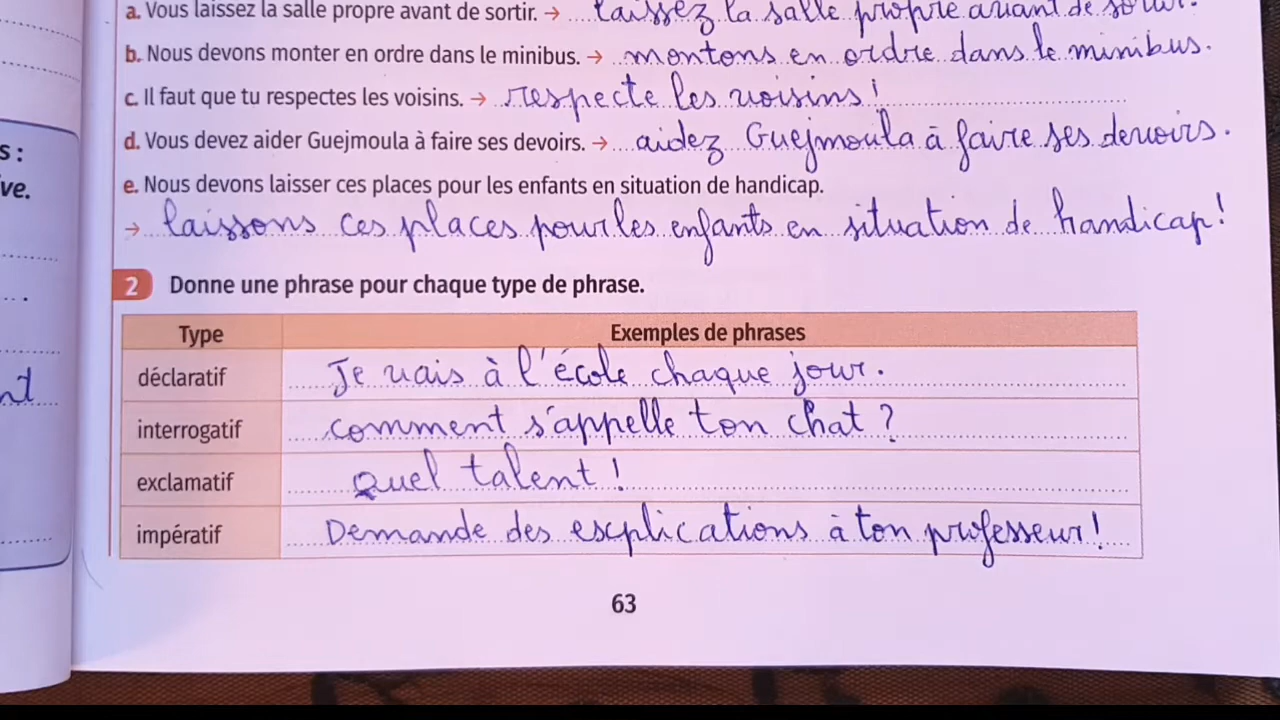 a. Vous laissez la salle propre avant de sortir. → laissez la salle propre avant de sortir.
b. Nous devons monter en ordre dans le minibus. → montons en ordre dans le minibus.
c. Il faut que tu respectes les voisins. → respecte les voisins !
s :
d. Vous devez aider Guejmoula à faire ses devoirs. → aidez Guejmoula à faire ses devoirs.
ve.
e. Nous devons laisser ces places pour les enfants en situation de handicap.
→ laissons ces places pour les enfants en situation de handicap !
2 Donne une phrase pour chaque type de phrase.
Type Exemples de phrases
déclaratif Je vais à l'école chaque jour.
nt
interrogatif comment s'appelle ton chat ?
exclamatif Quel talent !
impératif Demande des explications à ton professeur !
63